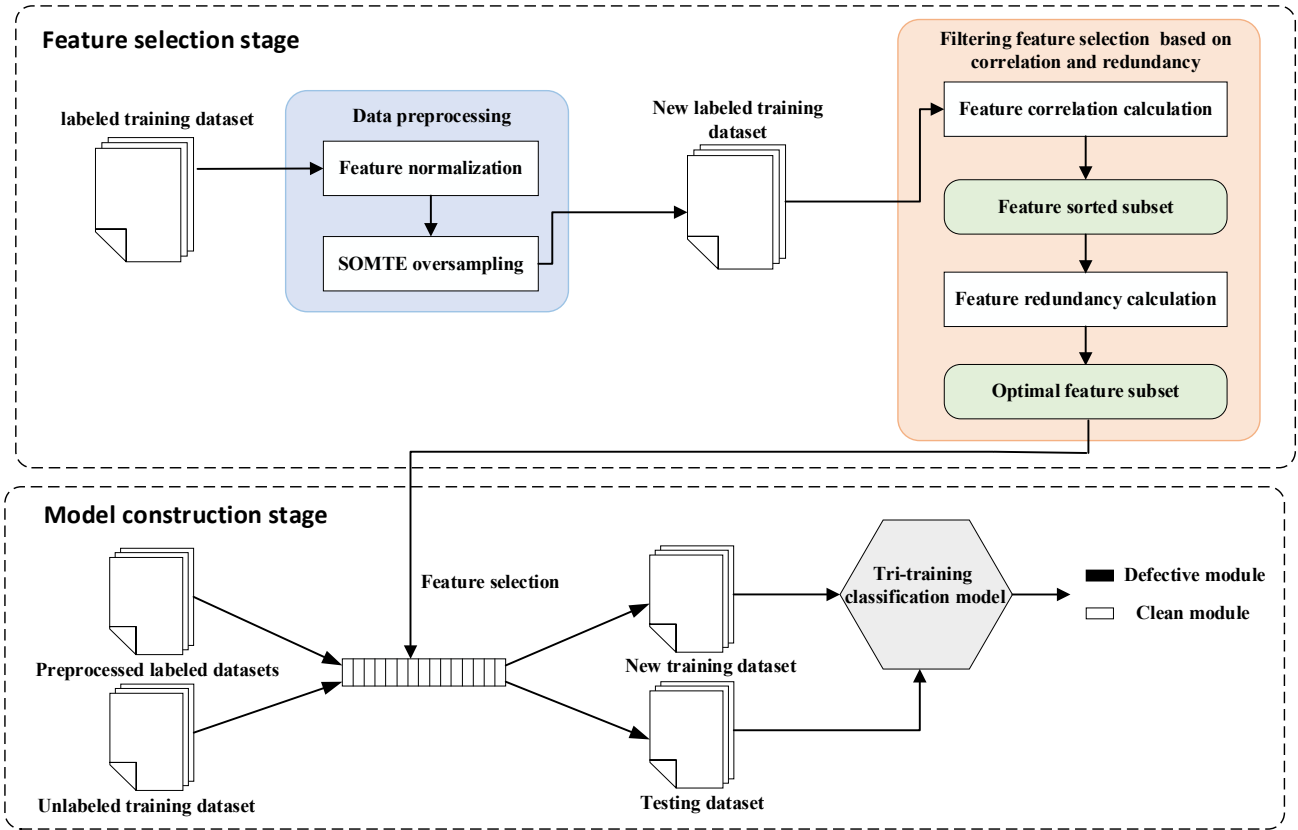 Feature selection stage
labeled training dataset
Data preprocessing
Feature normalization
SOMTE oversampling
New labeled training
dataset
Filtering feature selection based on
correlation and redundancy
Feature correlation calculation
Feature sorted subset
Feature redundancy calculation
Optimal feature subset
Model construction stage
Preprocessed labeled datasets
Unlabeled training dataset
Feature selection
New training dataset
Testing dataset
Tri-training
classification model
Defective module
Clean module